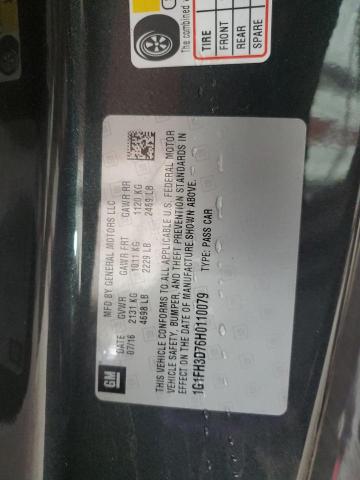 The combined
TIRE
FRONT
REAR
SPARE
GM
MFD BY GENERAL MOTORS LLC
DATE GVWR GAWR FRT GAWR RR
07/16 2131 KG 1011 KG 1120 KG
4698 LB 2229 LB 2469 LB
THIS VEHICLE CONFORMS TO ALL APPLICABLE U.S. FEDERAL MOTOR
VEHICLE SAFETY, BUMPER, AND THEFT PREVENTION STANDARDS IN
EFFECT ON THE DATE OF MANUFACTURE SHOWN ABOVE.
1G1FH3D76H0110079 TYPE: PASS CAR